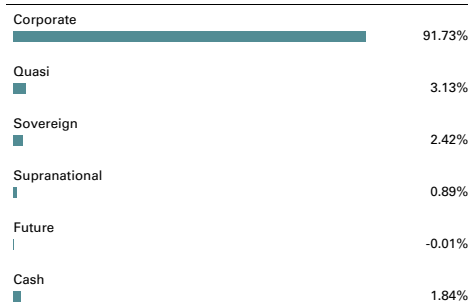 Corporate
91.73%
Quasi
3.13%
Sovereign
2.42%
Supranational
0.89%
Future
-0.01%
Cash
1.84%